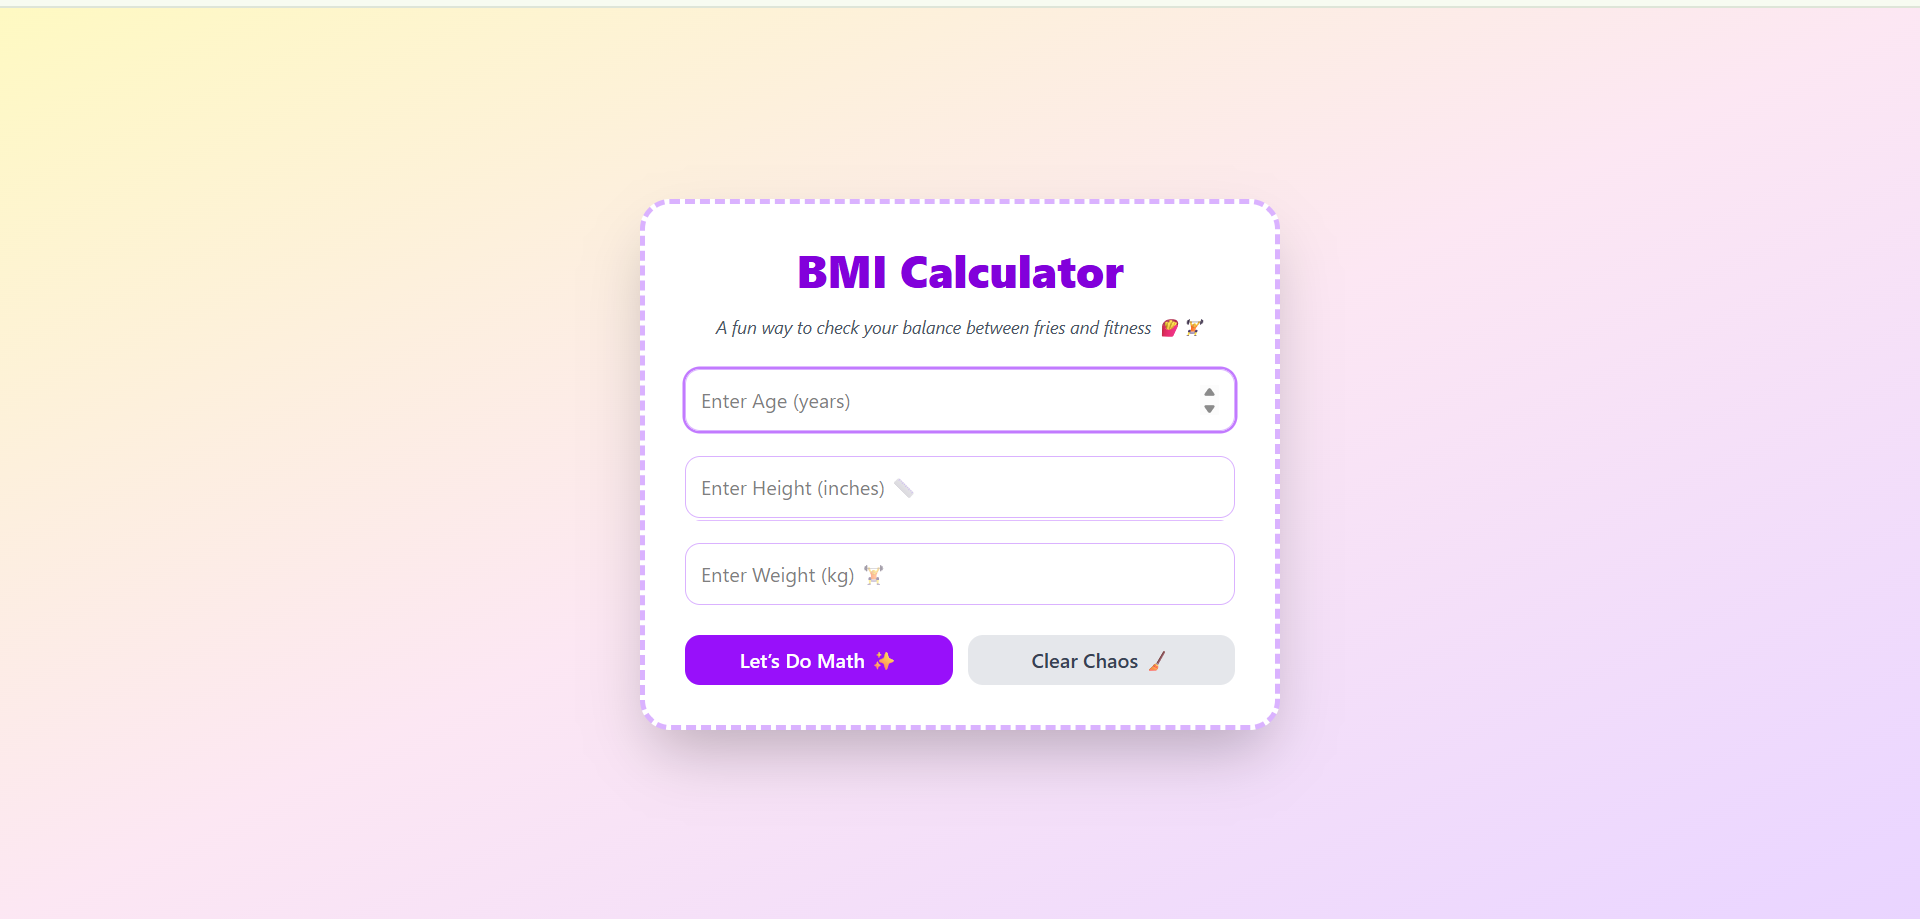 BMI Calculator
A fun way to check your balance between fries and fitness 🍟 🏋️
Enter Age (years)
Enter Height (inches) 📏
Enter Weight (kg) 🏋️
Let’s Do Math ✨
Clear Chaos 🧹